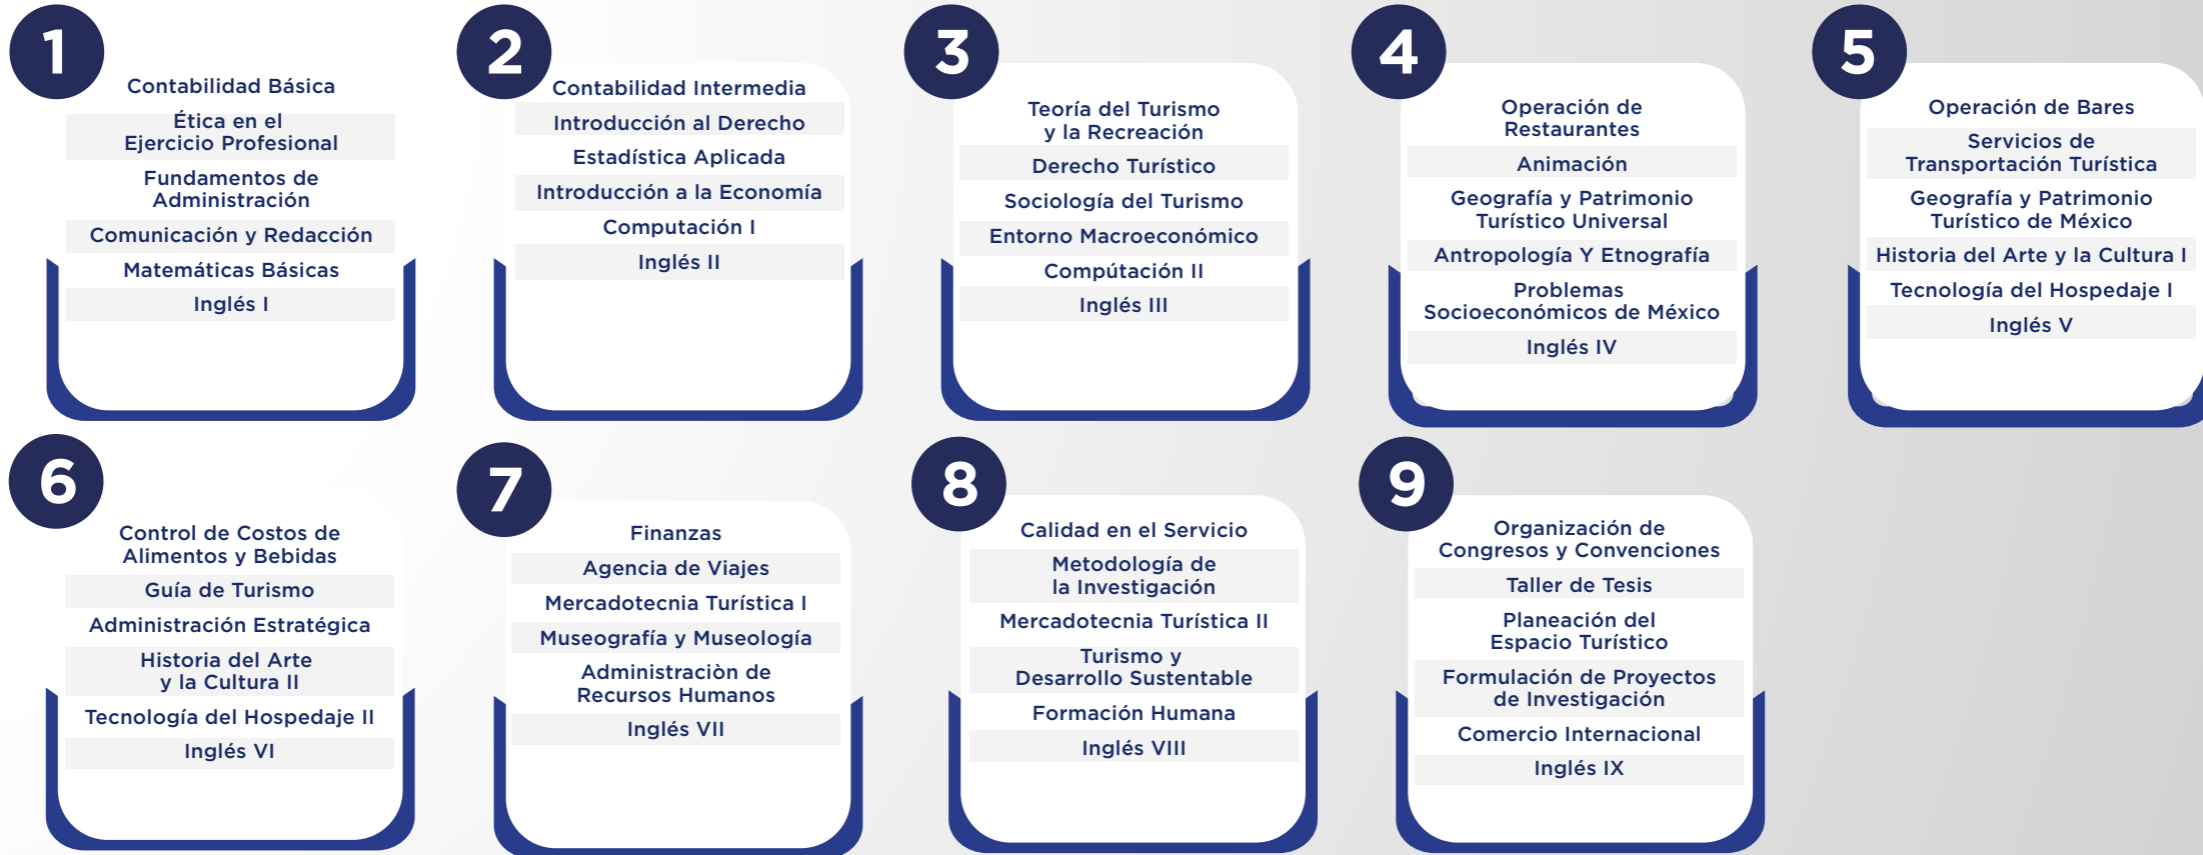 1
Contabilidad Básica
Ética en el
Ejercicio Profesional
Fundamentos de
Administración
Comunicación y Redacción
Matemáticas Básicas
Inglés I
2
Contabilidad Intermedia
Introducción al Derecho
Estadística Aplicada
Introducción a la Economía
Computación I
Inglés II
3
Teoría del Turismo
y la Recreación
Derecho Turístico
Sociología del Turismo
Entorno Macroeconómico
Compútación II
Inglés III
4
Operación de
Restaurantes
Animación
Geografía y Patrimonio
Turístico Universal
Antropología Y Etnografía
Problemas
Socioeconómicos de México
Inglés IV
5
Operación de Bares
Servicios de
Transportación Turística
Geografía y Patrimonio
Turístico de México
Historia del Arte y la Cultura I
Tecnología del Hospedaje I
Inglés V
6
Control de Costos de
Alimentos y Bebidas
Guía de Turismo
Administración Estratégica
Historia del Arte
y la Cultura II
Tecnología del Hospedaje II
Inglés VI
7
Finanzas
Agencia de Viajes
Mercadotecnia Turística I
Museografía y Museología
Administraciòn de
Recursos Humanos
Inglés VII
8
Calidad en el Servicio
Metodología de
la Investigación
Mercadotecnia Turística II
Turismo y
Desarrollo Sustentable
Formación Humana
Inglés VIII
9
Organización de
Congresos y Convenciones
Taller de Tesis
Planeación del
Espacio Turístico
Formulación de Proyectos
de Investigación
Comercio Internacional
Inglés IX